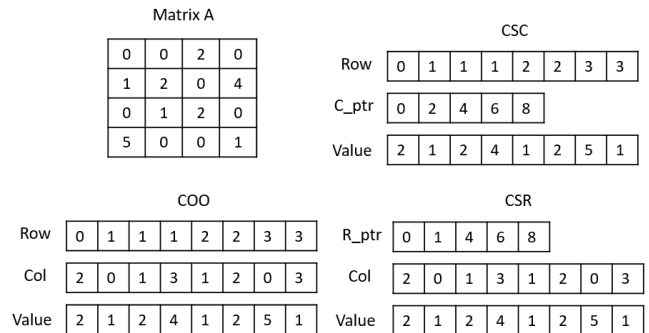 Matrix A
0 0 2 0
1 2 0 4
0 1 2 0
5 0 0 1
CSC
Row 0 1 1 1 2 2 3 3
C_ptr 0 2 4 6 8
Value 2 1 2 4 1 2 5 1
COO
Row 0 1 1 1 2 2 3 3
Col 2 0 1 3 1 2 0 3
Value 2 1 2 4 1 2 5 1
CSR
R_ptr 0 1 4 6 8
Col 2 0 1 3 1 2 0 3
Value 2 1 2 4 1 2 5 1